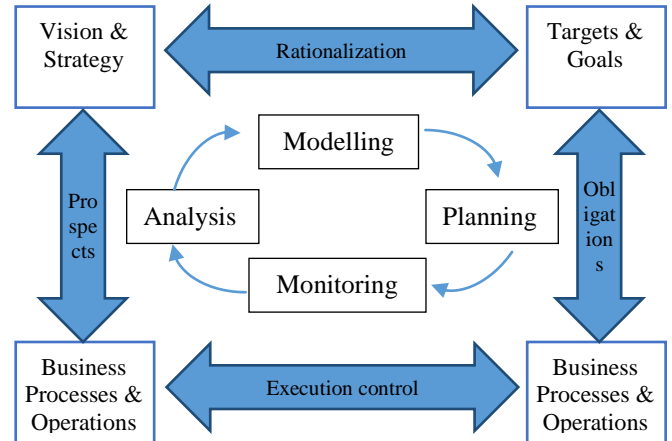 Vision &
Strategy
Rationalization
Targets &
Goals
Modelling
Pro
spe
cts
Analysis
Planning
Obl
igat
ion
s
Monitoring
Business
Processes &
Operations
Execution control
Business
Processes &
Operations